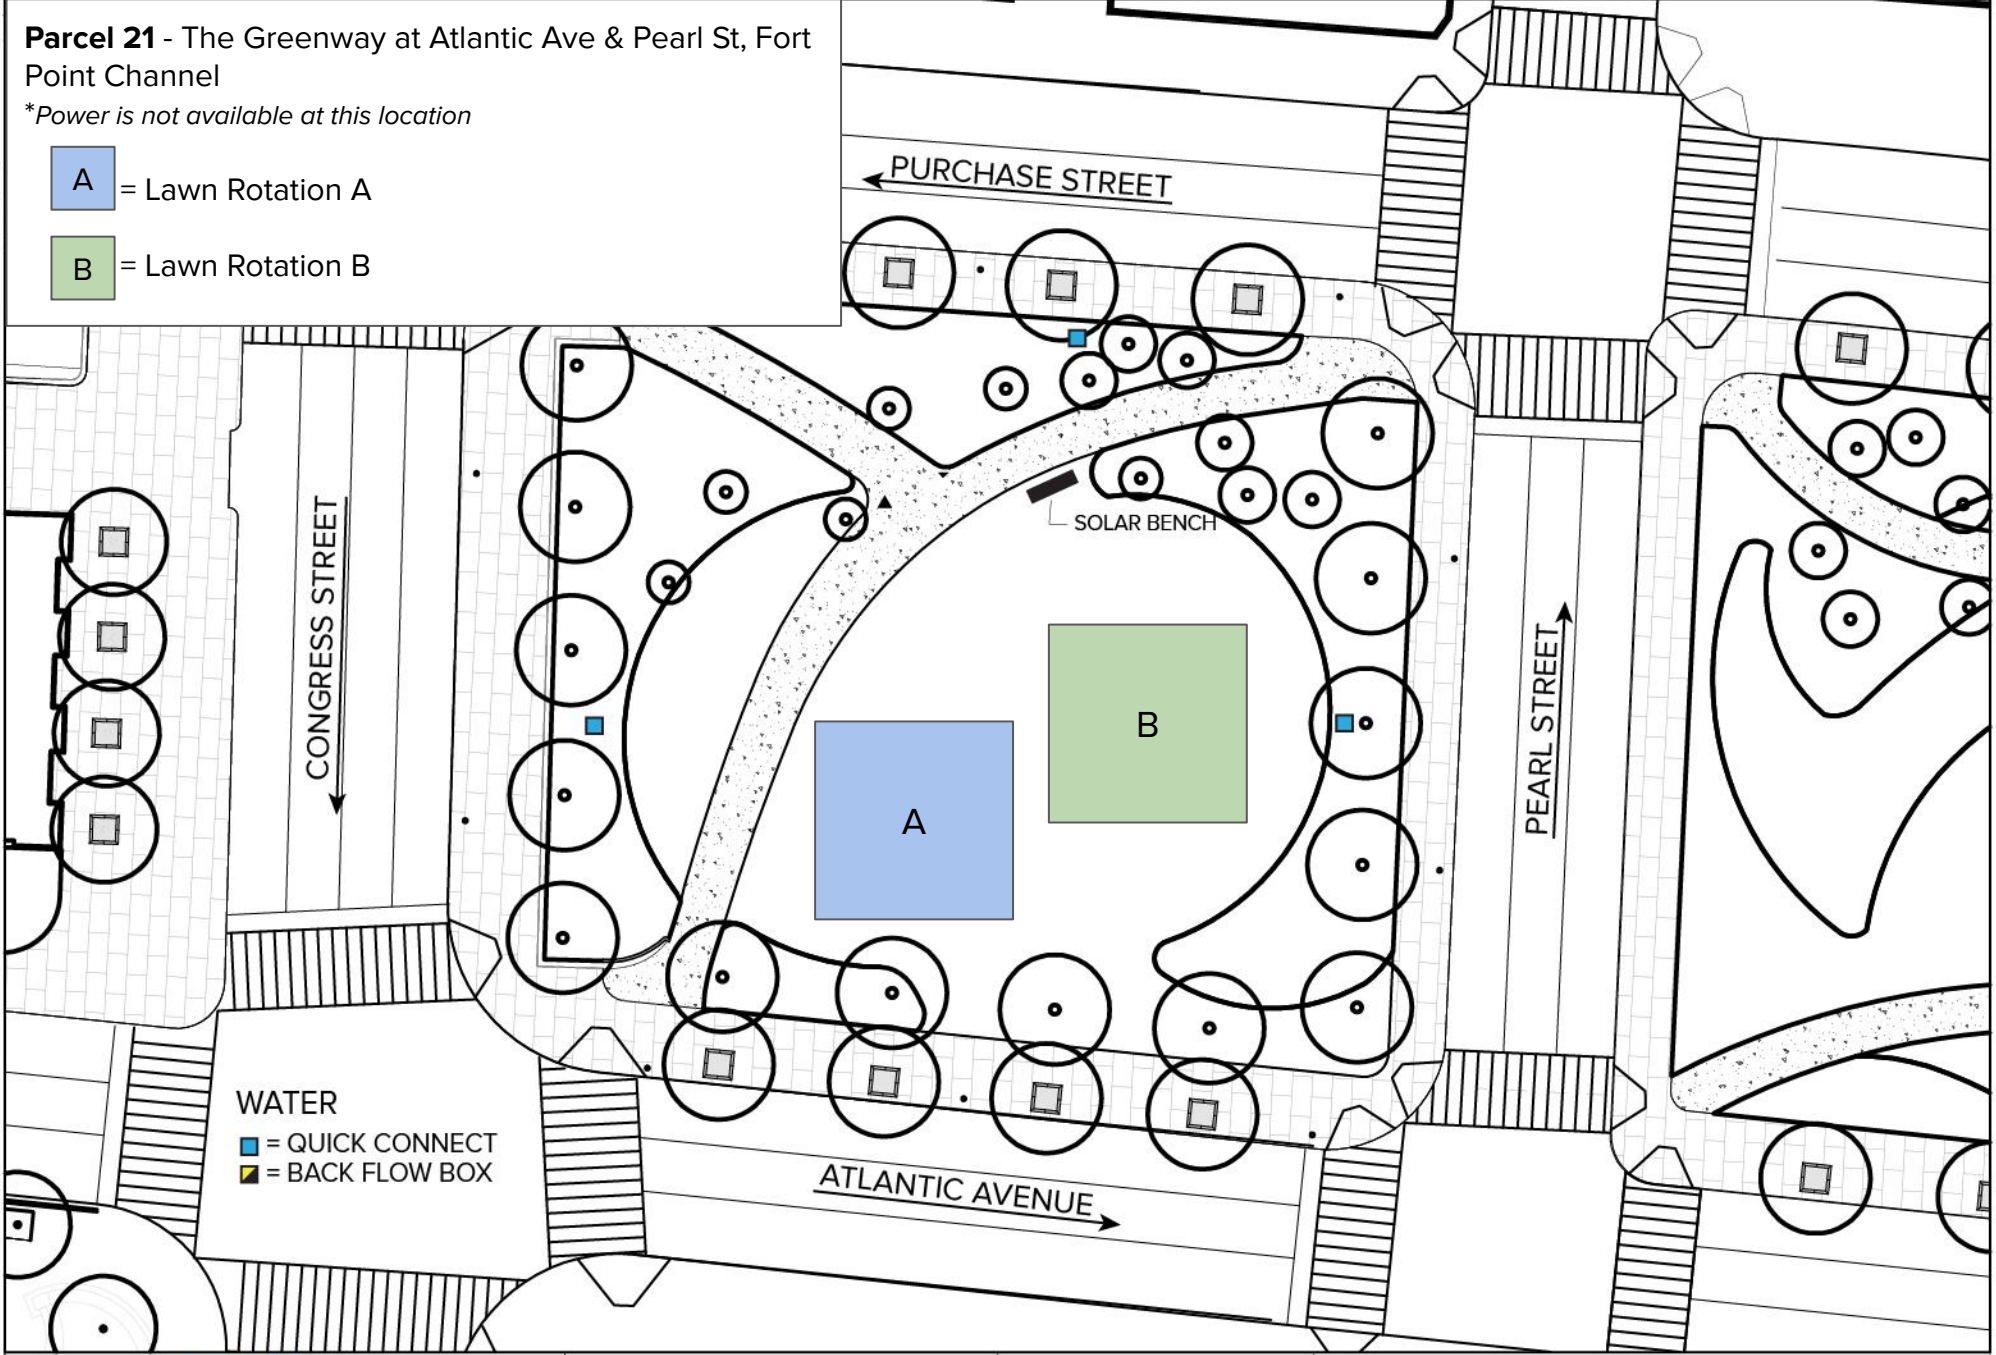 Parcel 21 - The Greenway at Atlantic Ave & Pearl St, Fort
Point Channel
*Power is not available at this location
A = Lawn Rotation A
B = Lawn Rotation B
PURCHASE STREET
SOLAR BENCH
CONGRESS STREET
PEARL STREET
B
A
WATER
= QUICK CONNECT
= BACK FLOW BOX
ATLANTIC AVENUE